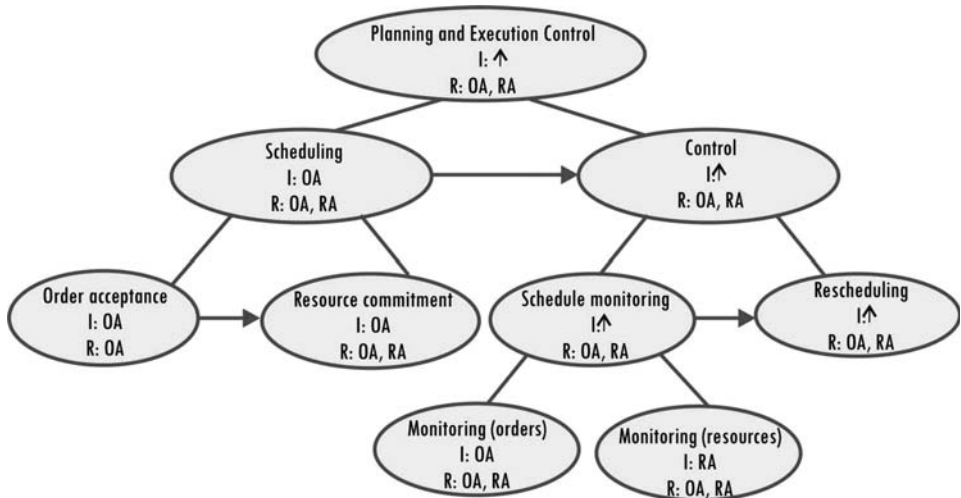 Planning and Execution Control
I: ↑
R: OA, RA
Scheduling
I: OA
R: OA, RA
Control
I:↑
R: OA, RA
Order acceptance
I: OA
R: OA
Resource commitment
I: OA
R: OA, RA
Schedule monitoring
I:↑
R: OA, RA
Rescheduling
I:↑
R: OA, RA
Monitoring (orders)
I: OA
R: OA, RA
Monitoring (resources)
I: RA
R: OA, RA